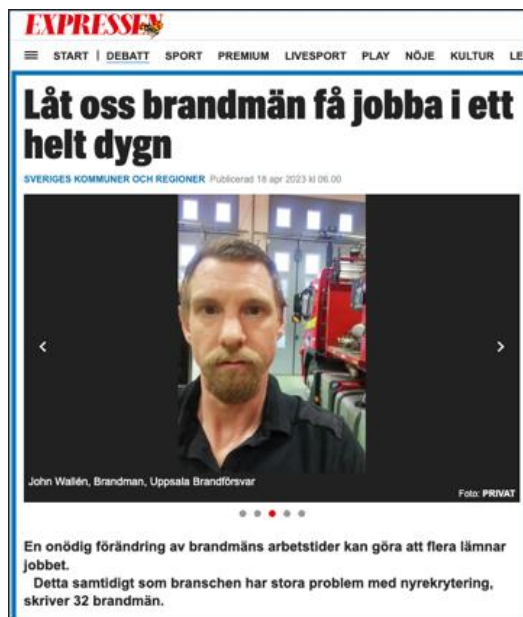 EXPRESSEN
START | DEBATT SPORT PREMIUM LIVESPORT PLAY NÖJE KULTUR LE
Låt oss brandmän få jobba i ett
helt dygn
SVERIGES KOMMUNER OCH REGIONER Publicerad 18 apr 2023 kl 06.00
John Wallén, Brandman, Uppsala Brandförsvar
Foto: PRIVAT
En onödig förändring av brandmäns arbetstider kan göra att flera lämnar
jobbet.
Detta samtidigt som branschen har stora problem med nyrekrytering,
skriver 32 brandmän.